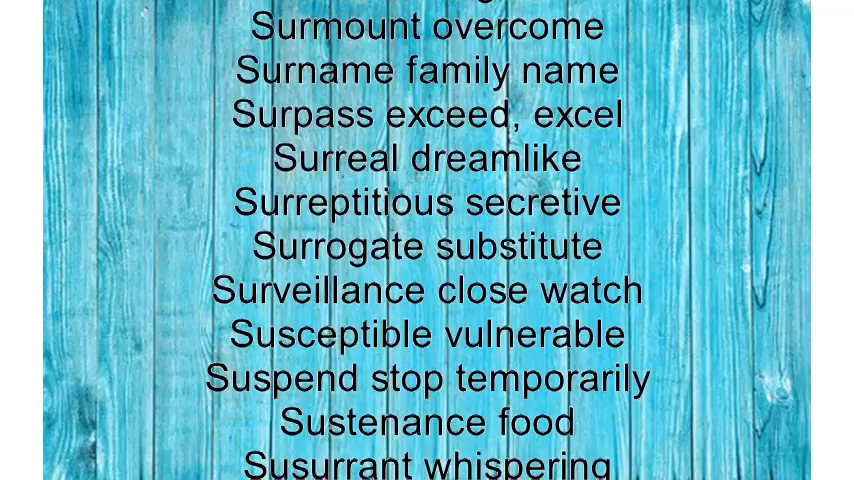 Surmount overcome
Surname family name
Surpass exceed, excel
Surreal dreamlike
Surreptitious secretive
Surrogate substitute
Surveillance close watch
Susceptible vulnerable
Suspend stop temporarily
Sustenance food
Susurrant whispering